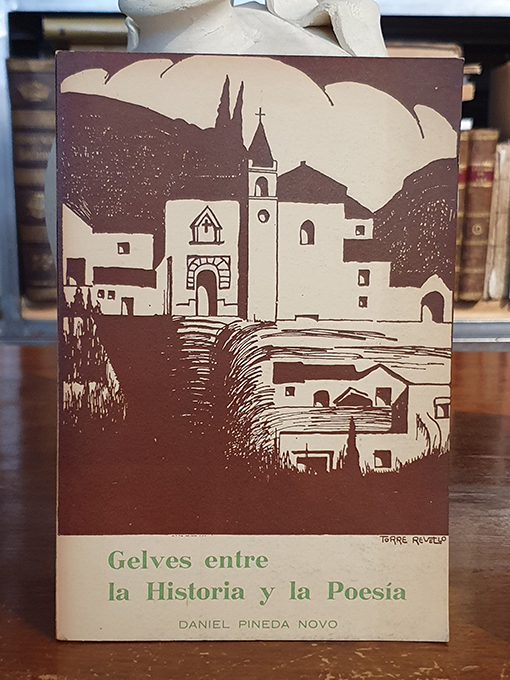 TORRE REVELLO
Gelves entre
la Historia y la Poesía
DANIEL PINEDA NOVO